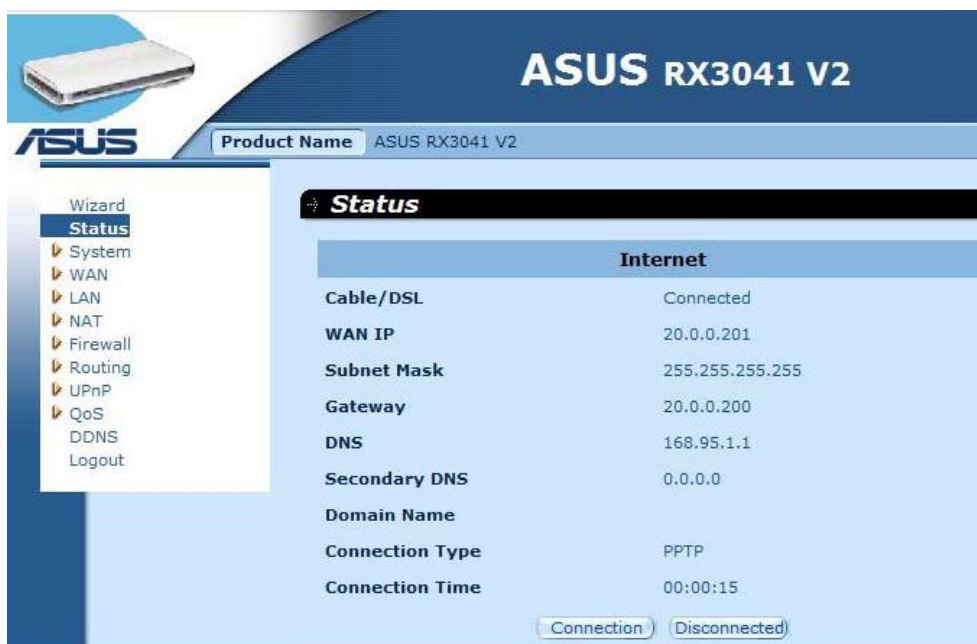 ASUS RX3041 V2
ASUS
Product Name ASUS RX3041 V2
Wizard
Status
System
WAN
LAN
NAT
Firewall
Routing
UPnP
QoS
DDNS
Logout
Status
Internet
Cable/DSL Connected
WAN IP 20.0.0.201
Subnet Mask 255.255.255.255
Gateway 20.0.0.200
DNS 168.95.1.1
Secondary DNS 0.0.0.0
Domain Name
Connection Type PPTP
Connection Time 00:00:15
Connection Disconnected